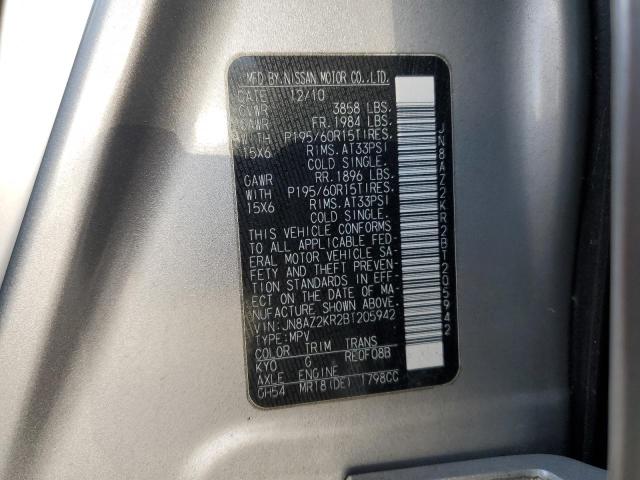 MFD.BY.NISSAN MOTOR CO.,LTD.
DATE 12/10
GVWR 3858 LBS.
GAWR FR. 1984 LBS.
WITH P195/60R15TIRES.
15X6 RIMS. AT33PSI
COLD SINGLE.
GAWR RR. 1896 LBS.
WITH P195/60R15TIRES.
15X6 RIMS. AT33PSI
COLD SINGLE.
THIS VEHICLE CONFORMS
TO ALL APPLICABLE FED-
ERAL MOTOR VEHICLE SA-
FETY AND THEFT PREVEN-
TION STANDARDS IN EFF-
ECT ON THE DATE OF MA-
NUFACTURE SHOWN ABOVE.
VIN: JN8AZ2KR2BT205942
TYPE: MPV
COLOR TRIM TRANS
KYO G RE0F08B
AXLE ENGINE
GH54 MR18(DE) 1798CC
JN8AZ2KR2BT205942